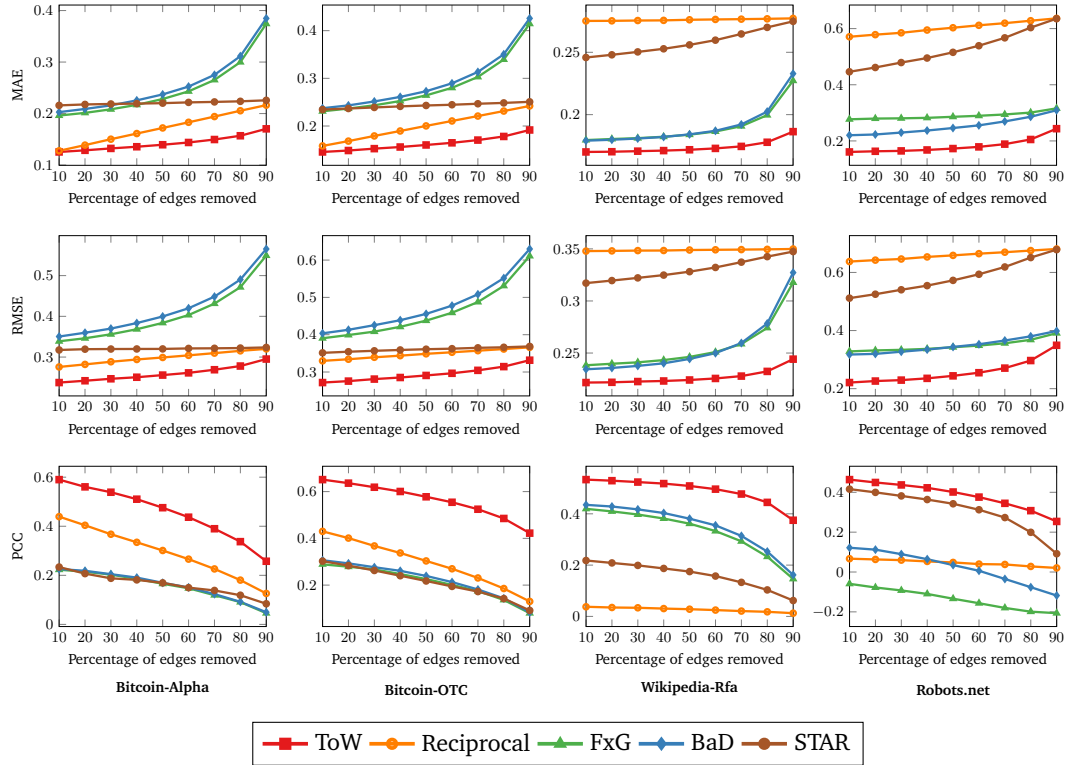 0.4
0.3
0.2
0.1
MAE
10 20 30 40 50 60 70 80 90
Percentage of edges removed
0.4
0.3
0.2
10 20 30 40 50 60 70 80 90
Percentage of edges removed
0.25
0.2
10 20 30 40 50 60 70 80 90
Percentage of edges removed
0.6
0.4
0.2
10 20 30 40 50 60 70 80 90
Percentage of edges removed
0.5
0.4
0.3
RMSE
10 20 30 40 50 60 70 80 90
Percentage of edges removed
0.6
0.5
0.4
0.3
10 20 30 40 50 60 70 80 90
Percentage of edges removed
0.35
0.3
0.25
10 20 30 40 50 60 70 80 90
Percentage of edges removed
0.6
0.4
0.2
10 20 30 40 50 60 70 80 90
Percentage of edges removed
0.6
0.4
0.2
0
PCC
10 20 30 40 50 60 70 80 90
Percentage of edges removed
Bitcoin-Alpha
0.6
0.4
0.2
10 20 30 40 50 60 70 80 90
Percentage of edges removed
Bitcoin-OTC
0.4
0.2
0
10 20 30 40 50 60 70 80 90
Percentage of edges removed
Wikipedia-Rfa
0.4
0.2
0
−0.2
10 20 30 40 50 60 70 80 90
Percentage of edges removed
Robots.net
ToW Reciprocal FxG BaD STAR